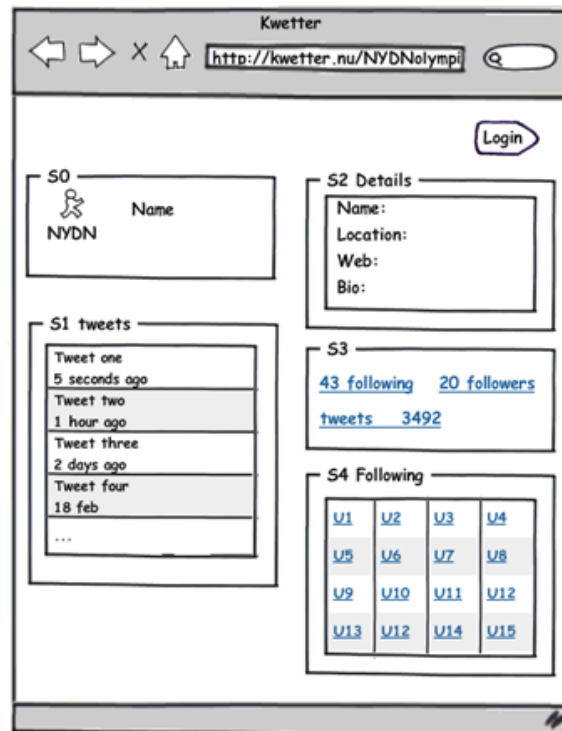 Kwetter
http://kwetter.nu/NYDNolympi
Login
S0
Name
NYDN
S1 tweets
Tweet one
5 seconds ago
Tweet two
1 hour ago
Tweet three
2 days ago
Tweet four
18 feb
...
S2 Details
Name:
Location:
Web:
Bio:
S3
43 following 20 followers
tweets 3492
S4 Following
U1 U2 U3 U4
U5 U6 U7 U8
U9 U10 U11 U12
U13 U12 U14 U15